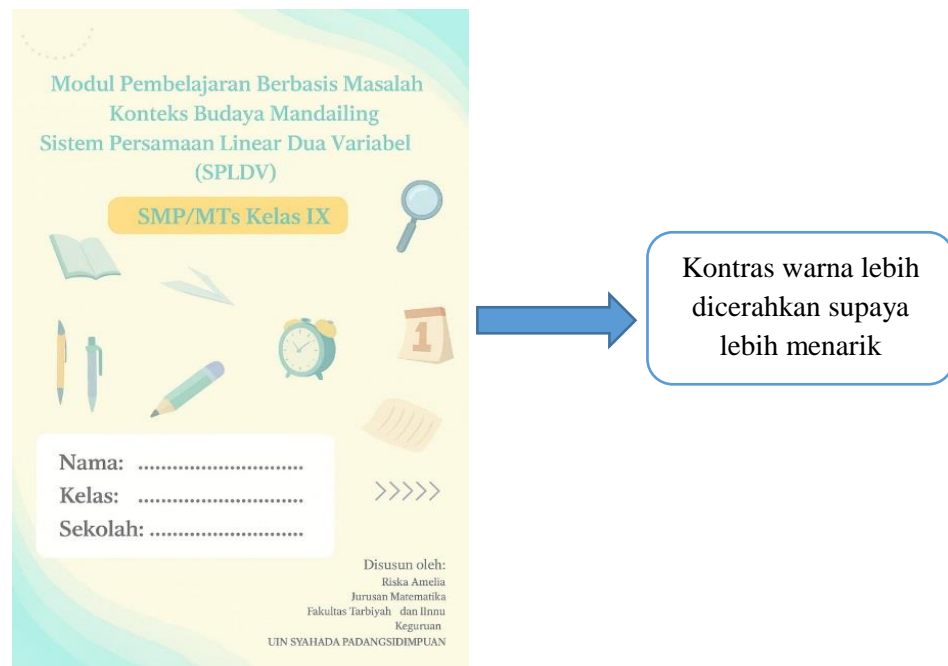 Modul Pembelajaran Berbasis Masalah
Konteks Budaya Mandailing
Sistem Persamaan Linear Dua Variabel
(SPLDV)
SMP/MTs Kelas IX
1
Nama: .............................
Kelas: .............................
Sekolah: ...........................
>>>>>
Disusun oleh:
Riska Amelia
Jurusan Matematika
Fakultas Tarbiyah dan IInnu
Keguruan
UIN SYAHADA PADANGSIDIMPUAN
Kontras warna lebih
dicerahkan supaya
lebih menarik